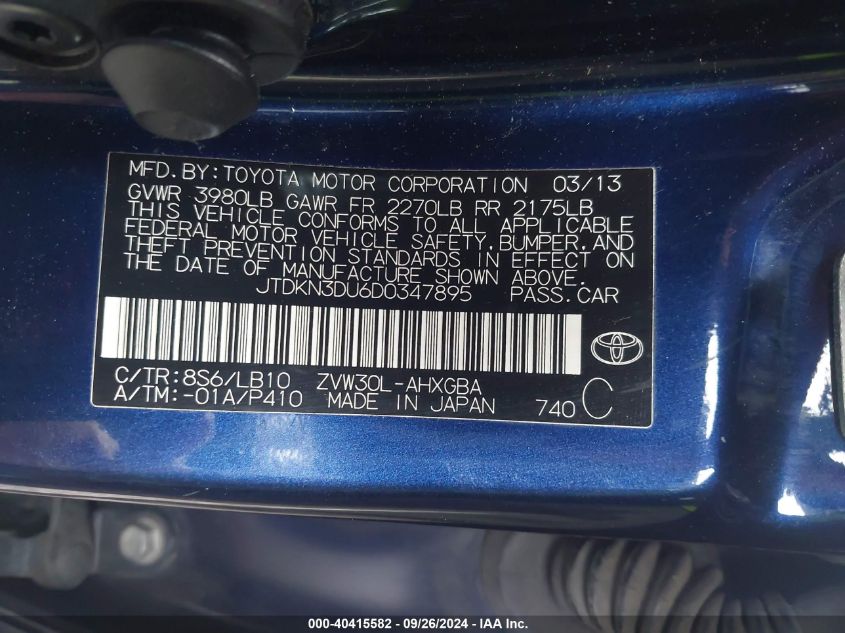 MFD. BY: TOYOTA MOTOR CORPORATION 03/13
GVWR 3980LB GAWR FR 2270LB RR 2175LB
THIS VEHICLE CONFORMS TO ALL APPLICABLE
FEDERAL MOTOR VEHICLE SAFETY, BUMPER, AND
THEFT PREVENTION STANDARDS IN EFFECT ON
THE DATE OF MANUFACTURE SHOWN ABOVE.
JTDKN3DU6D0347895 PASS. CAR
C/TR: 8S6/LB10 ZVW30L-AHXGBA
A/TM: -01A/P410 MADE IN JAPAN 740 C
000-40415582 - 09/26/2024 - IAA Inc.